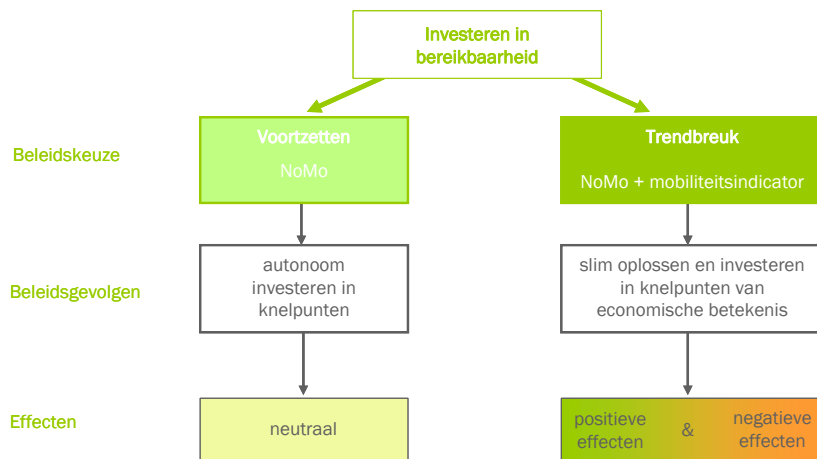 Investeren in
bereikbaarheid
Beleidskeuze
Voortzetten
NoMo
Trendbreuk
NoMo + mobiliteitsindicator
Beleidsgevolgen
autonoom
investeren in
knelpunten
slim oplossen en investeren
in knelpunten van
economische betekenis
Effecten
neutraal
positieve
effecten
&
negatieve
effecten